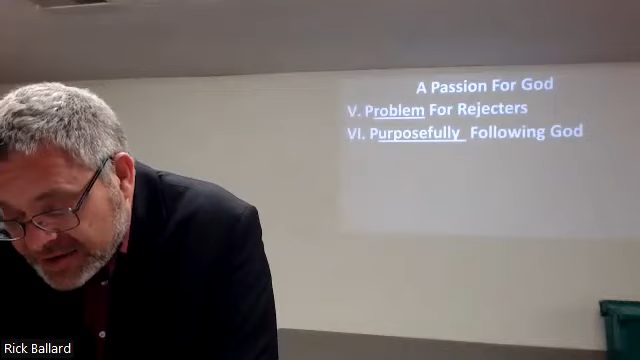 A Passion For God
V. Problem For Rejecters
VI. Purposefully Following God
Rick Ballard